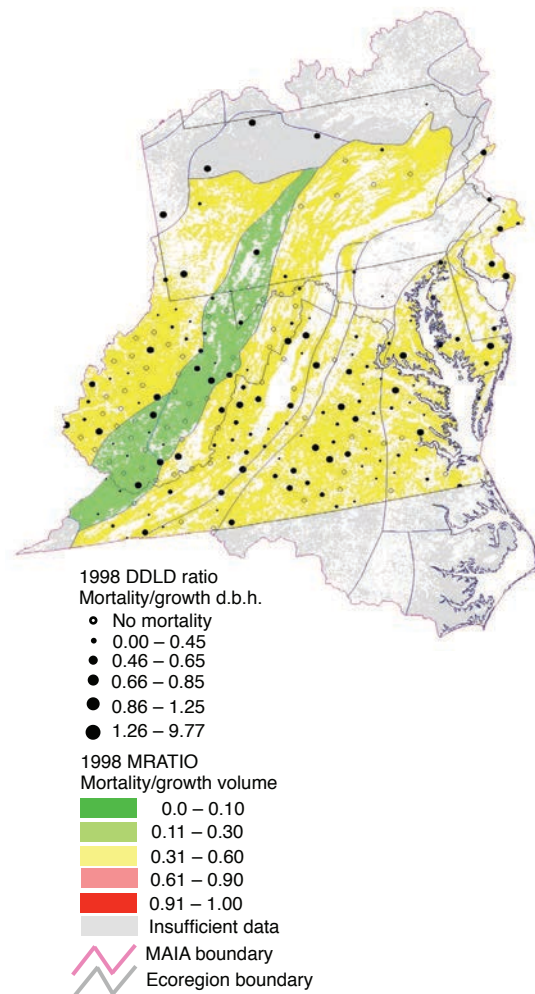 1998 DDLD ratio
Mortality/growth d.b.h.
No mortality
0.00 – 0.45
0.46 – 0.65
0.66 – 0.85
0.86 – 1.25
1.26 – 9.77
1998 MRATIO
Mortality/growth volume
0.0 – 0.10
0.11 – 0.30
0.31 – 0.60
0.61 – 0.90
0.91 – 1.00
Insufficient data
MAIA boundary
Ecoregion boundary